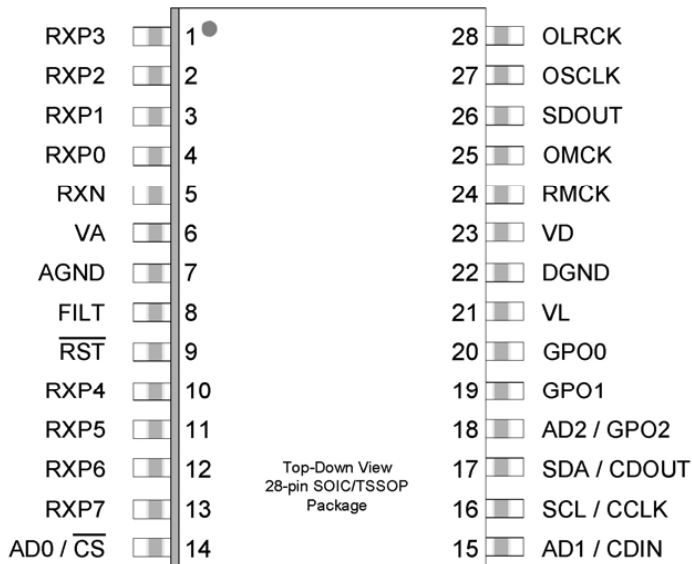 RXP3 1 28 OLRCK
RXP2 2 27 OSCLK
RXP1 3 26 SDOUT
RXP0 4 25 OMCK
RXN 5 24 RMCK
VA 6 23 VD
AGND 7 22 DGND
FILT 8 21 VL
R̅S̅T̅ 9 20 GPO0
RXP4 10 19 GPO1
RXP5 11 18 AD2 / GPO2
RXP6 12 Top-Down View 17 SDA / CDOUT
28-pin SOIC/TSSOP
RXP7 13 Package 16 SCL / CCLK
AD0 / C̅S̅ 14 15 AD1 / CDIN